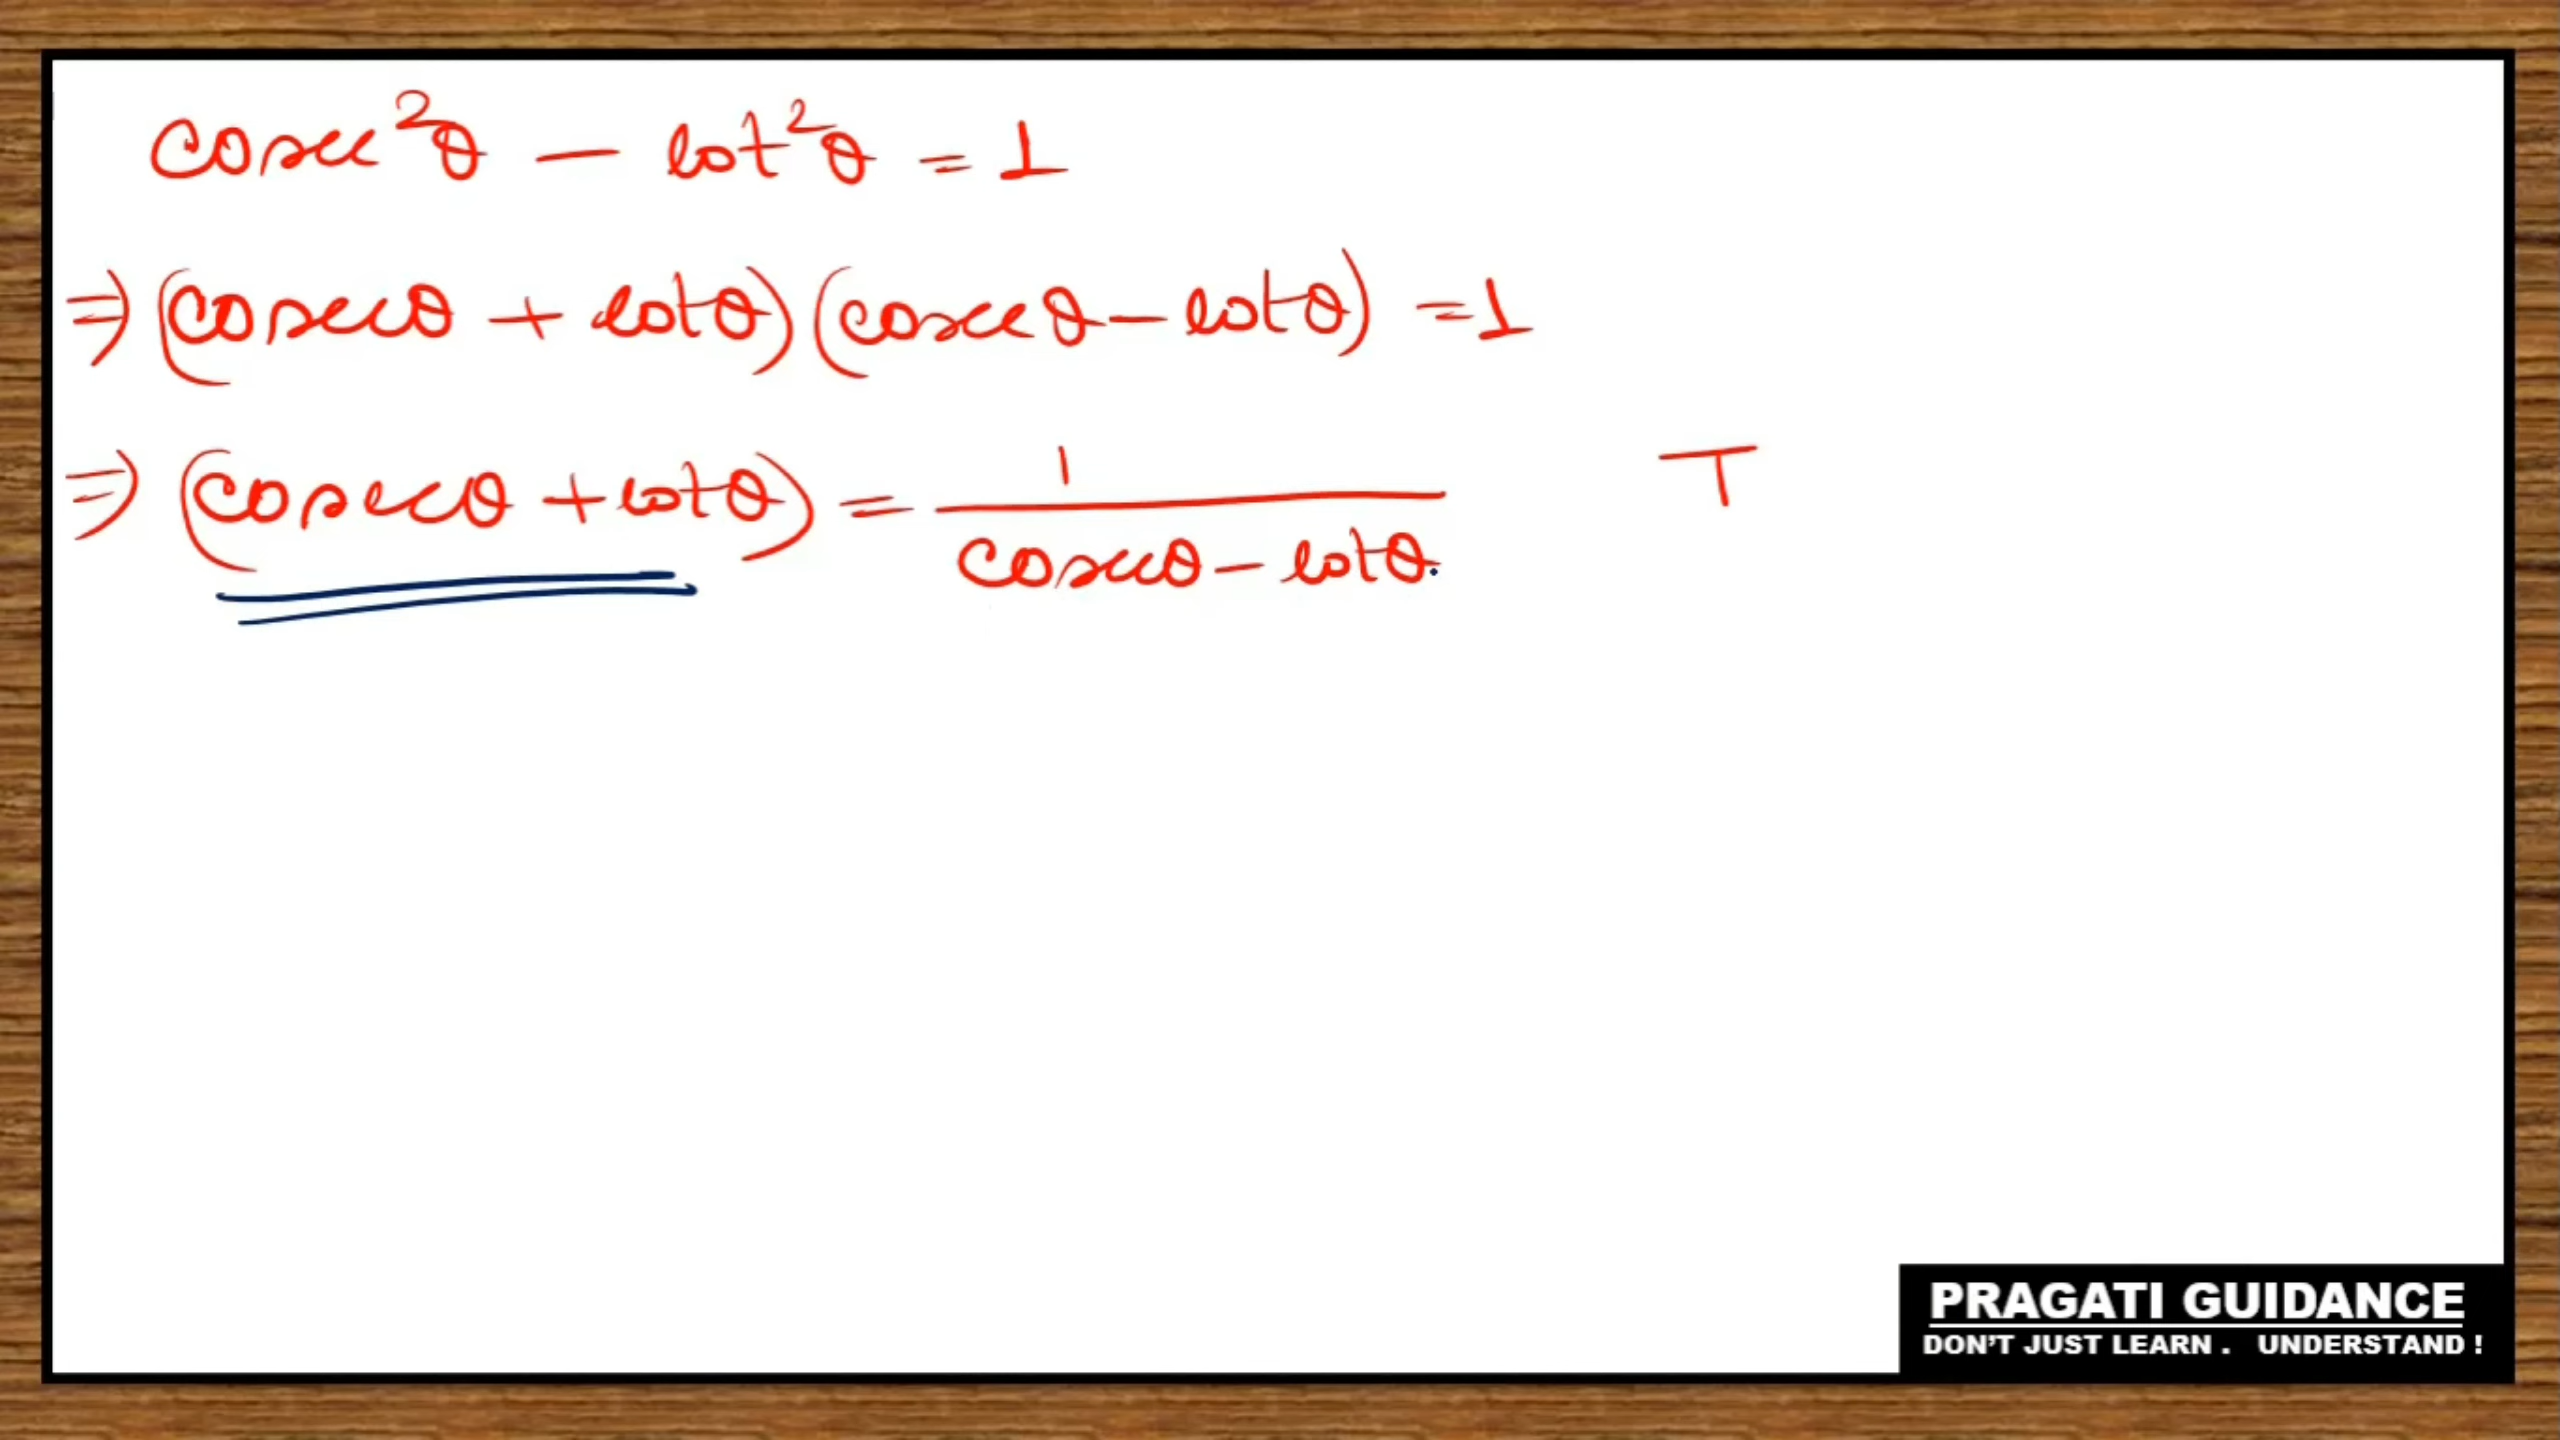 cosec²θ – cot²θ = 1
⇒ (cosecθ + cotθ) (cosecθ – cotθ) = 1
⇒ (cosecθ + cotθ) = 1 / cosecθ – cotθ T
PRAGATI GUIDANCE
DON'T JUST LEARN . UNDERSTAND !